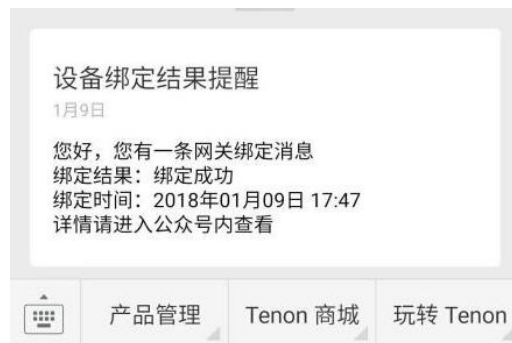 设备绑定结果提醒
1月9日
您好，您有一条网关绑定消息
绑定结果：绑定成功
绑定时间：2018年01月09日 17:47
详情请进入公众号内查看
产品管理 Tenon 商城 玩转 Tenon